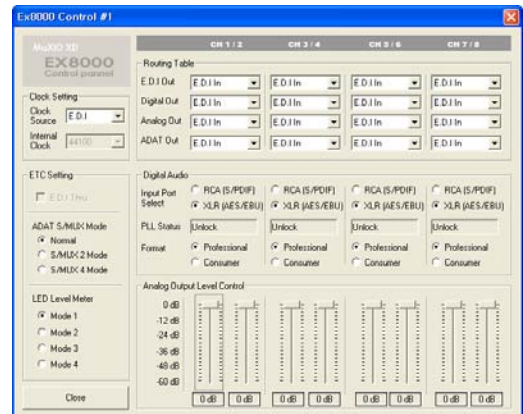 Ex8000 Control #1
MaXIO XD
EX8000
Control pannel
CH 1 / 2 CH 3 / 4 CH 5 / 6 CH 7 / 8
Clock Setting
Clock Source E.D.I
Internal Clock 44100
Routing Table
E.D.I Out E.D.I In E.D.I In E.D.I In E.D.I In
Digital Out E.D.I In E.D.I In E.D.I In E.D.I In
Analog Out E.D.I In E.D.I In E.D.I In E.D.I In
ADAT Out E.D.I In E.D.I In E.D.I In E.D.I In
ETC Setting
E.D.I Thru
ADAT S/MUX Mode
Normal
S/MUX 2 Mode
S/MUX 4 Mode
LED Level Meter
Mode 1
Mode 2
Mode 3
Mode 4
Close
Digital Audio
Input Port Select
RCA (S/PDIF) RCA (S/PDIF) RCA (S/PDIF) RCA (S/PDIF)
XLR (AES/EBU) XLR (AES/EBU) XLR (AES/EBU) XLR (AES/EBU)
PLL Status Unlock Unlock Unlock Unlock
Format Professional Professional Professional Professional
Consumer Consumer Consumer Consumer
Analog Output Level Control
0 dB
-12 dB
-24 dB
-36 dB
-48 dB
-60 dB
0 dB 0 dB 0 dB 0 dB 0 dB 0 dB 0 dB 0 dB